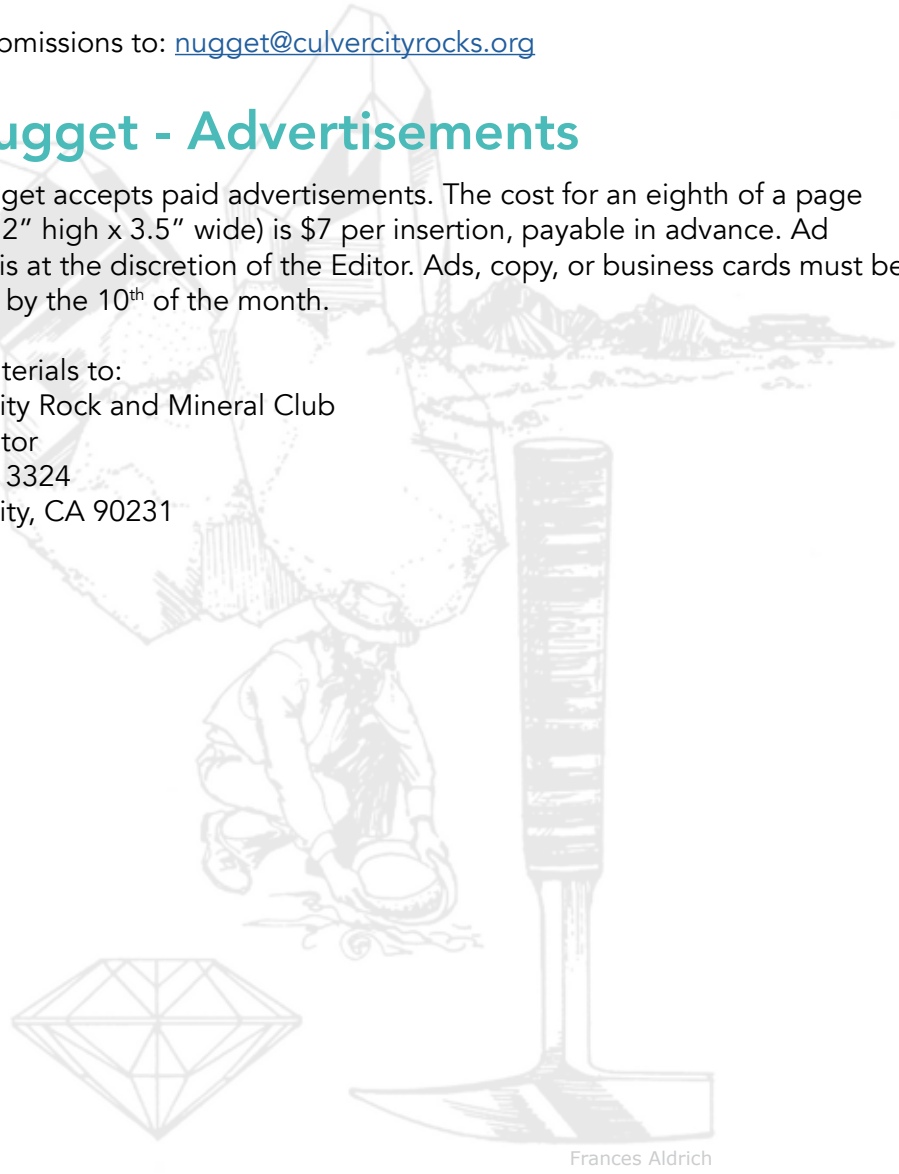 omissions to: nugget@culvercityrocks.org
ugget - Advertisements
get accepts paid advertisements. The cost for an eighth of a page
2” high x 3.5” wide) is $7 per insertion, payable in advance. Ad
is at the discretion of the Editor. Ads, copy, or business cards must be
by the 10th of the month.
terials to:
ity Rock and Mineral Club
tor
3324
ity, CA 90231
Frances Aldrich